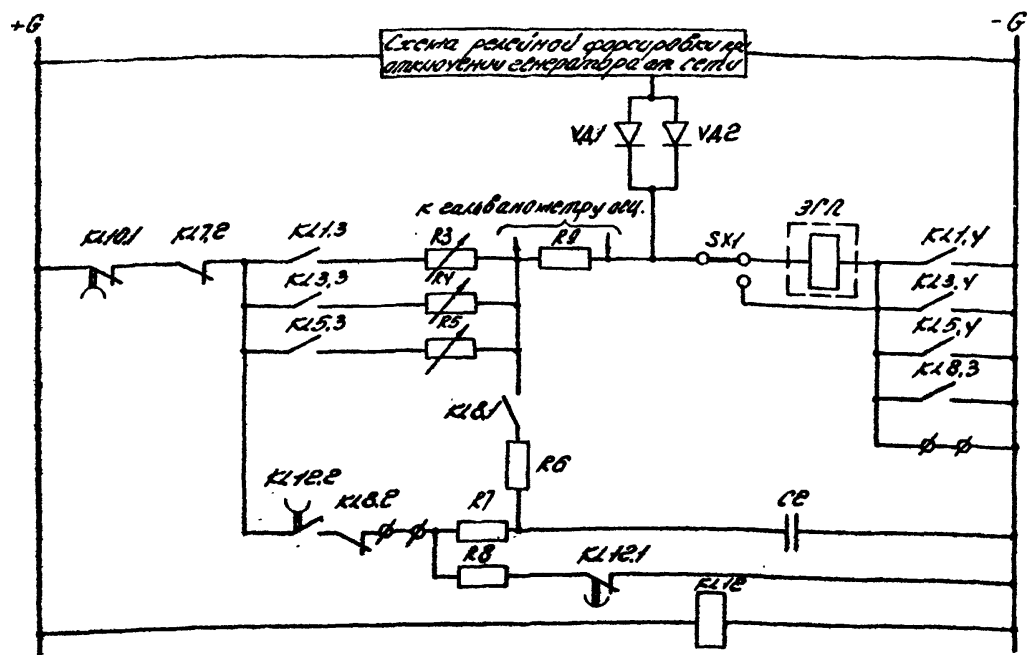 +G
-G
Схема релейной форсировки при
отключении генератора от сети
VД1
VД2
к гальванометру осц.
ЭГП
KL10.1
KL7.2
KL1.3
R3
R9
SX1
KL1.4
KL3.3
R4
KL3.4
KL5.3
R5
KL5.4
KL8.3
KL8.1
R6
KL12.2
KL8.2
R7
C2
R8
KL12.1
KL12